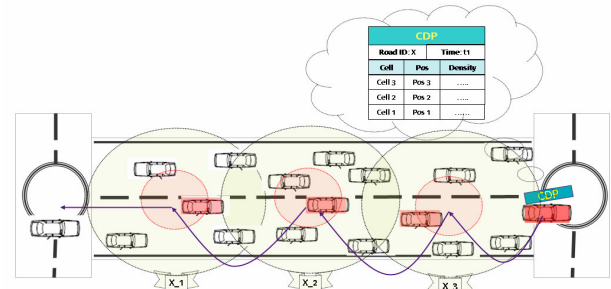 CDP
Road ID: X Time: t1
Cell Pos Density
Cell 3 Pos 3 .....
Cell 2 Pos 2 .....
Cell 1 Pos 1 ......
CDP
X_1 X_2 X_3